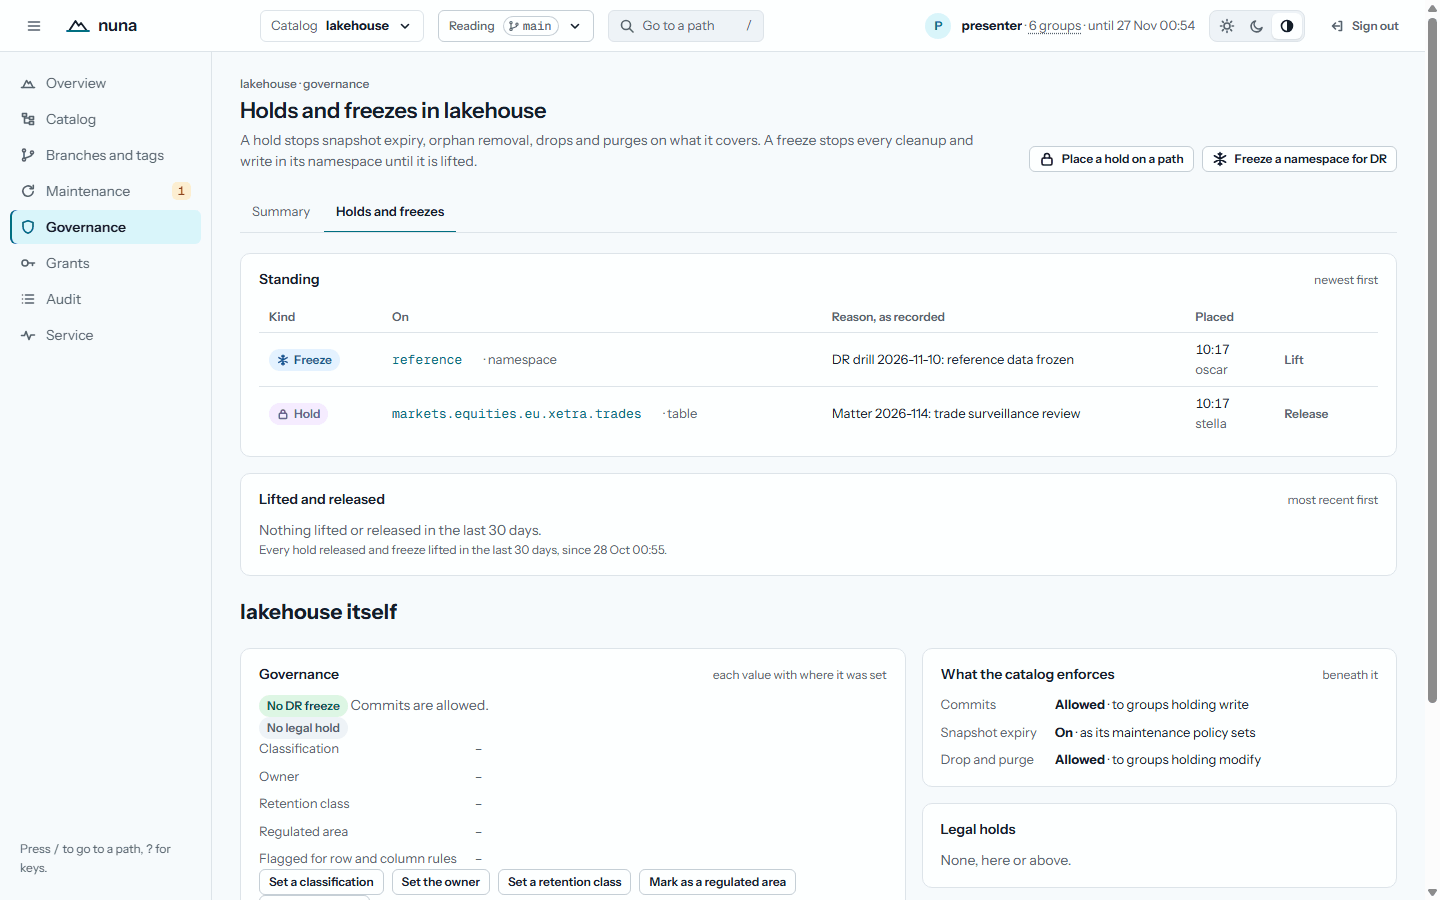 nuna
Catalog lakehouse
Reading main
Go to a path /
P presenter · 6 groups · until 27 Nov 00:54
Sign out
Overview
Catalog
Branches and tags
Maintenance 1
Governance
Grants
Audit
Service
Press / to go to a path, ? for
keys.
lakehouse · governance
Holds and freezes in lakehouse
A hold stops snapshot expiry, orphan removal, drops and purges on what it covers. A freeze stops every cleanup and
write in its namespace until it is lifted.
Place a hold on a path
Freeze a namespace for DR
Summary
Holds and freezes
Standing newest first
Kind On Reason, as recorded Placed
Freeze reference · namespace DR drill 2026-11-10: reference data frozen 10:17 Lift
oscar
Hold markets.equities.eu.xetra.trades · table Matter 2026-114: trade surveillance review 10:17 Release
stella
Lifted and released most recent first
Nothing lifted or released in the last 30 days.
Every hold released and freeze lifted in the last 30 days, since 28 Oct 00:55.
lakehouse itself
Governance each value with where it was set
No DR freeze Commits are allowed.
No legal hold
Classification –
Owner –
Retention class –
Regulated area –
Flagged for row and column rules –
Set a classification
Set the owner
Set a retention class
Mark as a regulated area
What the catalog enforces beneath it
Commits Allowed · to groups holding write
Snapshot expiry On · as its maintenance policy sets
Drop and purge Allowed · to groups holding modify
Legal holds
None, here or above.